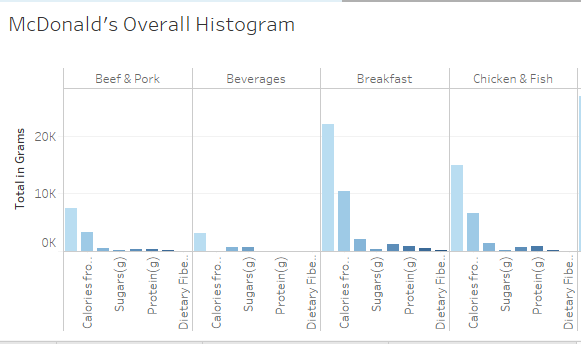 McDonald's Overall Histogram
Beef & Pork
Beverages
Breakfast
Chicken & Fish
Total in Grams
20K
10K
0K
Calories fro..
Sugars(g)
Protein(g)
Dietary Fibe..
Calories fro..
Sugars(g)
Protein(g)
Dietary Fibe..
Calories fro..
Sugars(g)
Protein(g)
Dietary Fibe..
Calories fro..
Sugars(g)
Protein(g)
Dietary Fibe..